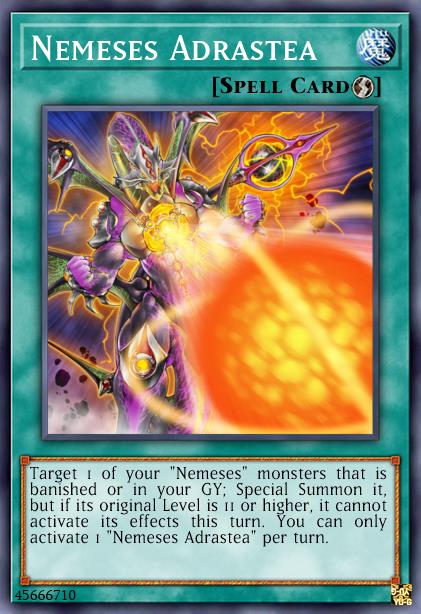 Nemeses Adrastea
魔
[Spell Card]
Target 1 of your "Nemeses" monsters that is
banished or in your GY; Special Summon it,
but if its original Level is 11 or higher, it cannot
activate its effects this turn. You can only
activate 1 "Nemeses Adrastea" per turn.
45666710